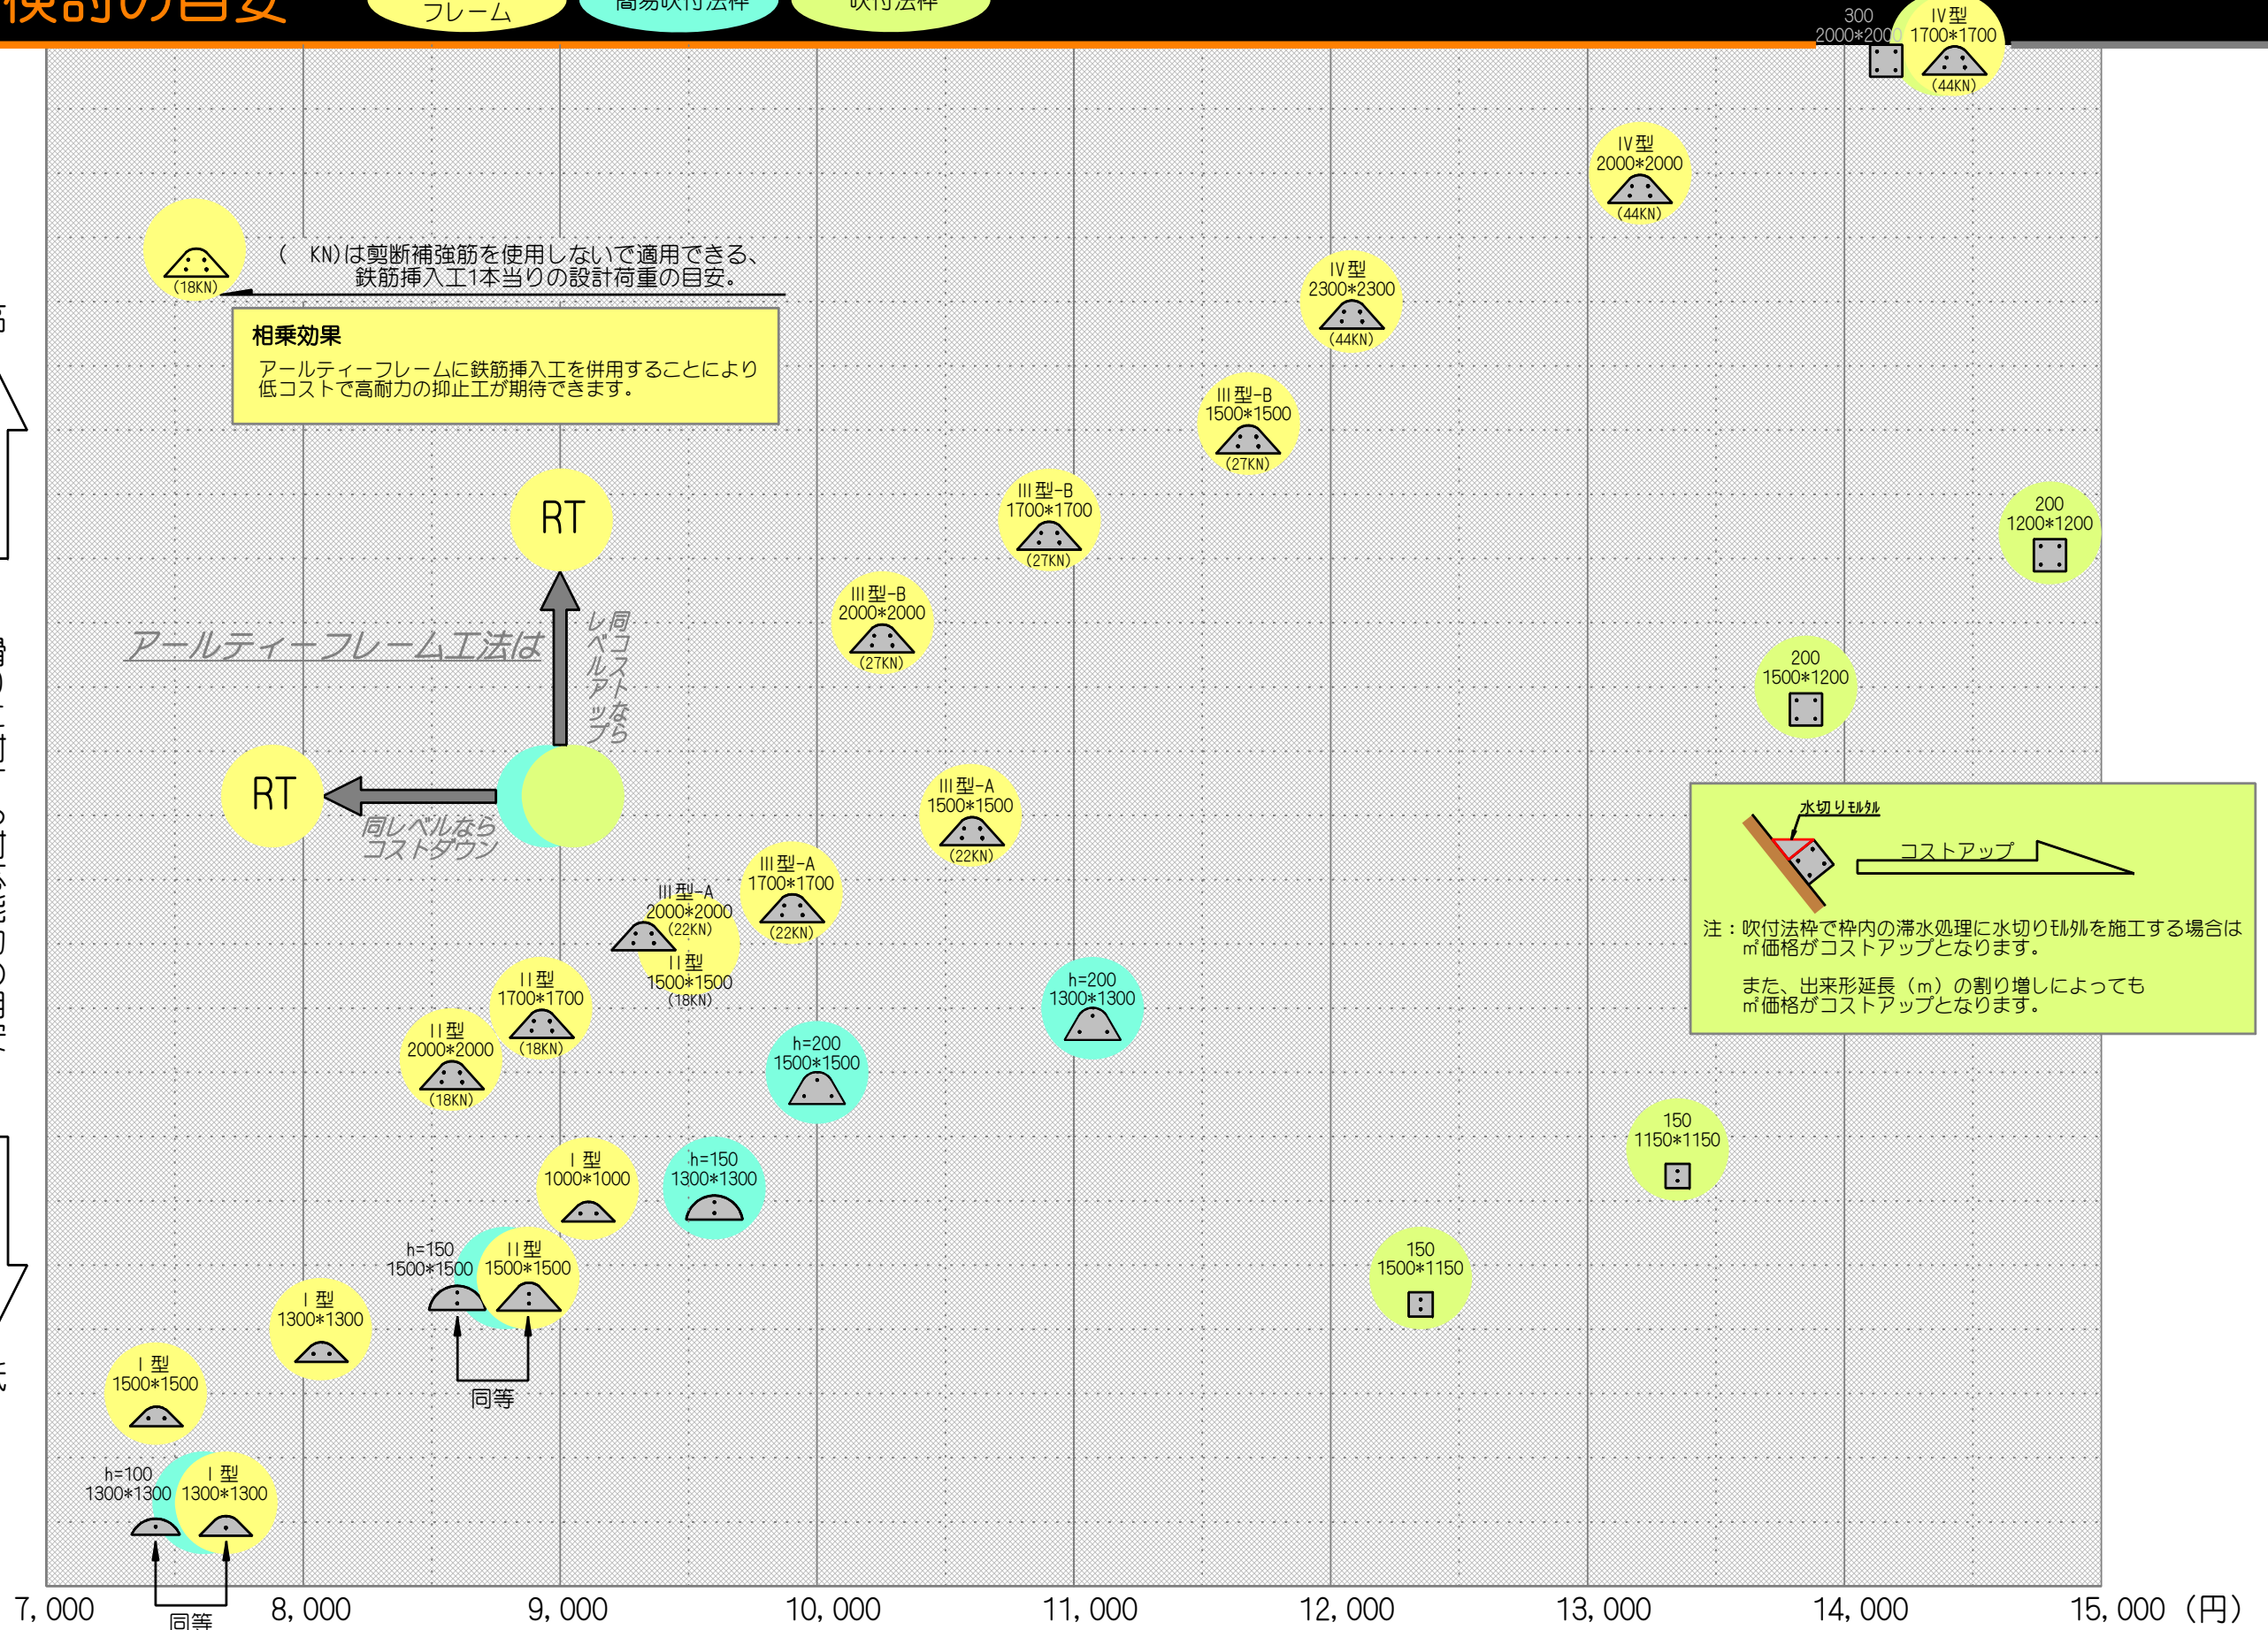 検討の目安
フレーム
簡易吹付法枠
吹付法枠
300
2000*2000
IV型
1700*1700
(44KN)
IV型
2000*2000
(44KN)
(18KN)
(　KN)は剪断補強筋を使用しないで適用できる、
鉄筋挿入工1本当りの設計荷重の目安。
IV型
2300*2300
(44KN)
相乗効果
アールティーフレームに鉄筋挿入工を併用することにより
低コストで高耐力の抑止工が期待できます。
III型-B
1500*1500
(27KN)
RT
III型-B
1700*1700
(27KN)
200
1200*1200
III型-B
2000*2000
(27KN)
アールティーフレーム工法は
同コストなら
レベルアップ
200
1500*1200
RT
同レベルなら
コストダウン
III型-A
1500*1500
(22KN)
水切りﾓﾙﾀﾙ
コストアップ
注：吹付法枠で枠内の滞水処理に水切りﾓﾙﾀﾙを施工する場合は
㎡価格がコストアップとなります。
また、出来形延長（m）の割り増しによっても
㎡価格がコストアップとなります。
III型-A
1700*1700
(22KN)
III型-A
2000*2000
(22KN)
II型
1500*1500
(18KN)
II型
1700*1700
(18KN)
h=200
1300*1300
II型
2000*2000
(18KN)
h=200
1500*1500
150
1150*1150
I型
1000*1000
h=150
1300*1300
h=150
1500*1500
II型
1500*1500
同等
150
1500*1150
I型
1300*1300
I型
1500*1500
h=100
1300*1300
I型
1300*1300
同等
7,000
8,000
9,000
10,000
11,000
12,000
13,000
14,000
15,000（円）